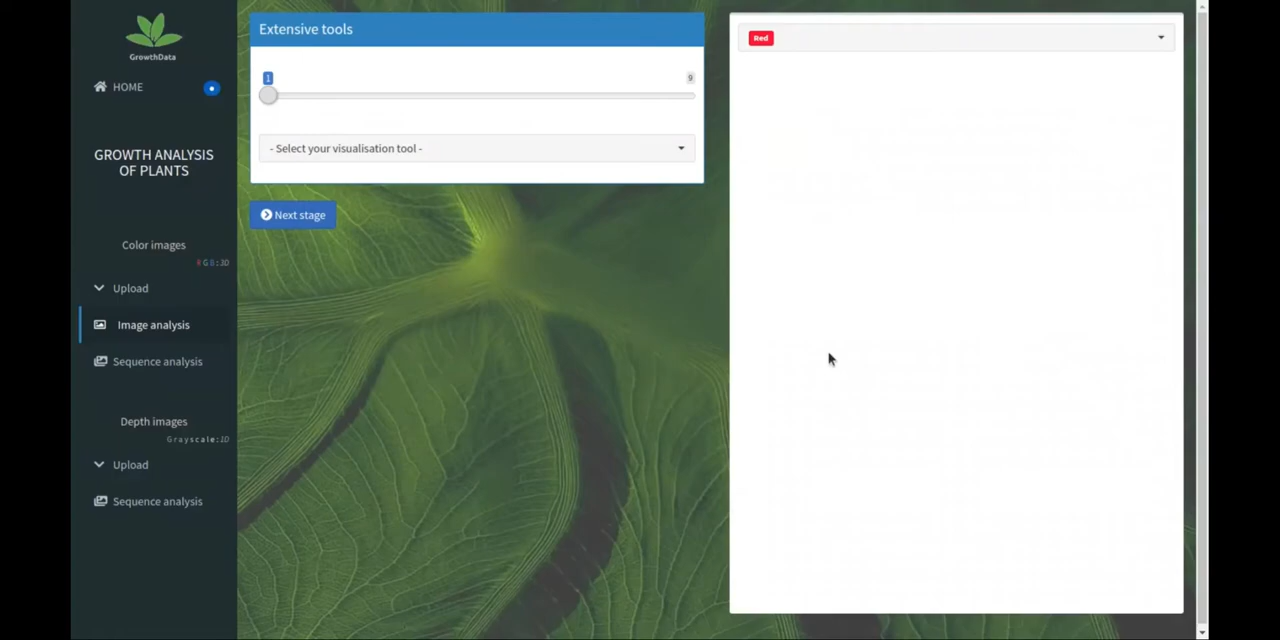 GrowthData
HOME
GROWTH ANALYSIS
OF PLANTS
Color images
RGB:3D
Upload
Image analysis
Sequence analysis
Depth images
Grayscale:1D
Upload
Sequence analysis
Extensive tools
1
9
- Select your visualisation tool -
Next stage
Red